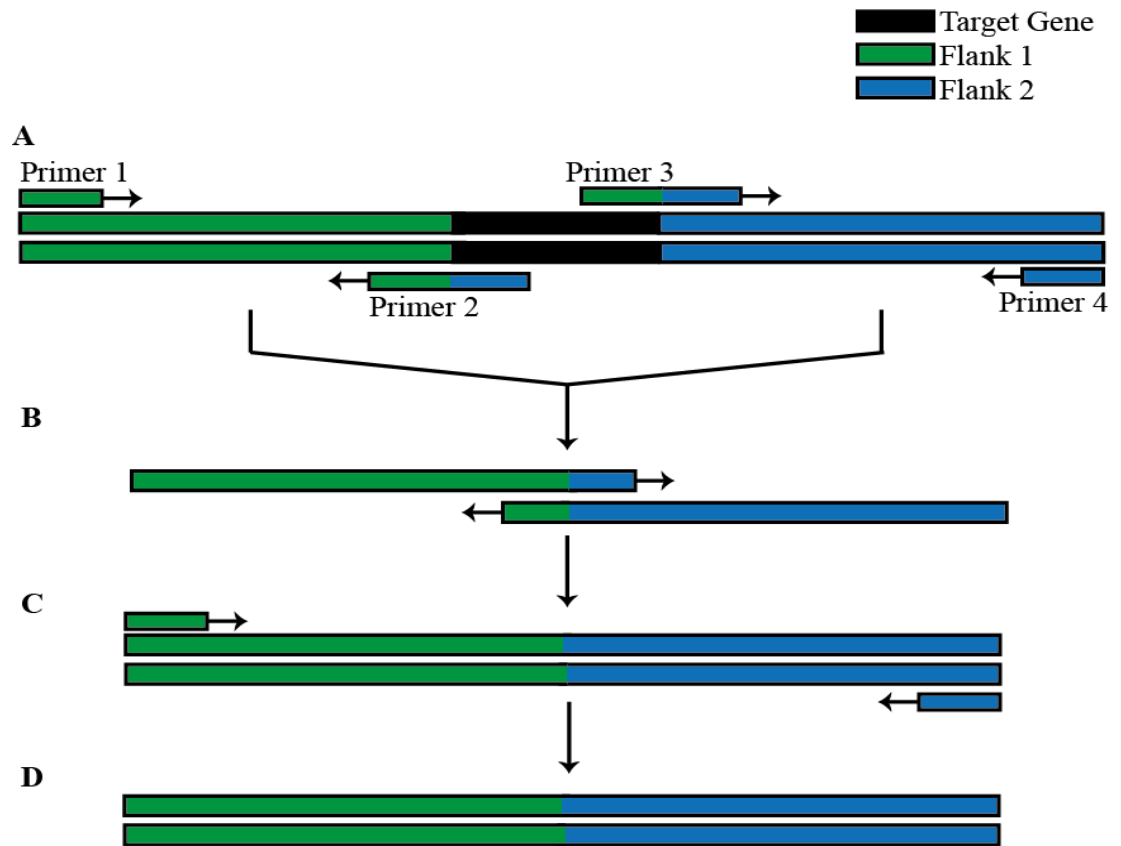 Target Gene
Flank 1
Flank 2
A
Primer 1
Primer 3
Primer 2
Primer 4
B
C
D